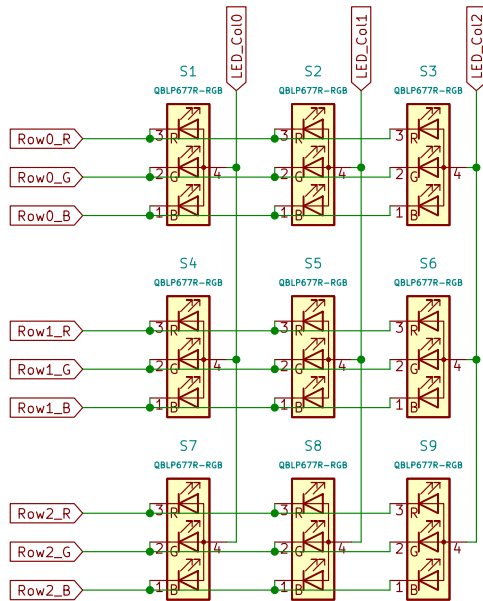 LED_Col0 LED_Col1 LED_Col2
S1 S2 S3
QBLP677R-RGB QBLP677R-RGB QBLP677R-RGB
Row0_R 3 R 3 R 3 R
Row0_G 2 G 4 2 G 4 2 G 4
Row0_B 1 B 1 B 1 B
S4 S5 S6
QBLP677R-RGB QBLP677R-RGB QBLP677R-RGB
Row1_R 3 R 3 R 3 R
Row1_G 2 G 4 2 G 4 2 G 4
Row1_B 1 B 1 B 1 B
S7 S8 S9
QBLP677R-RGB QBLP677R-RGB QBLP677R-RGB
Row2_R 3 R 3 R 3 R
Row2_G 2 G 4 2 G 4 2 G 4
Row2_B 1 B 1 B 1 B